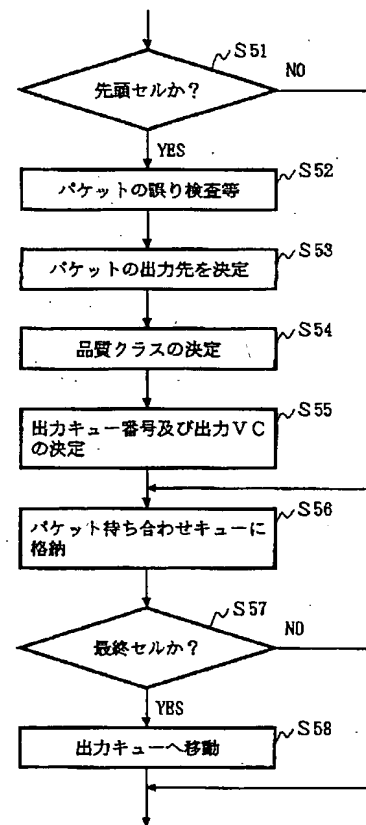 S51
先頭セルか？
NO
YES
S52
パケットの誤り検査等
S53
パケットの出力先を決定
S54
品質クラスの決定
S55
出力キュー番号及び出力ＶＣ
の決定
S56
パケット待ち合わせキューに
格納
S57
最終セルか？
NO
YES
S58
出力キューへ移動